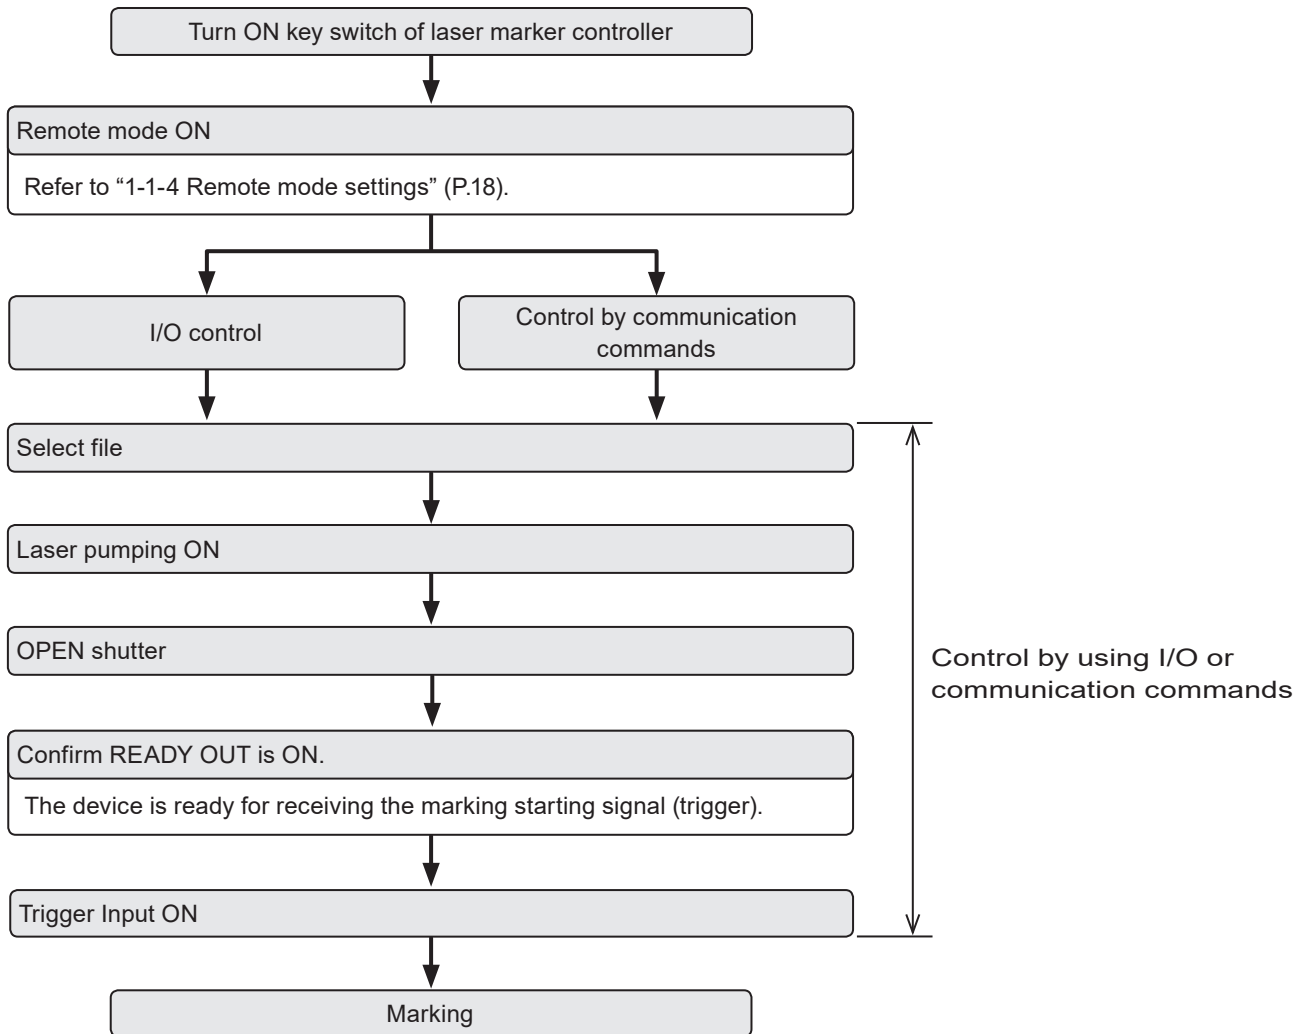 Turn ON key switch of laser marker controller
Remote mode ON
Refer to “1-1-4 Remote mode settings” (P.18).
I/O control
Control by communication
commands
Select file
Laser pumping ON
OPEN shutter
Control by using I/O or
communication commands
Confirm READY OUT is ON.
The device is ready for receiving the marking starting signal (trigger).
Trigger Input ON
Marking